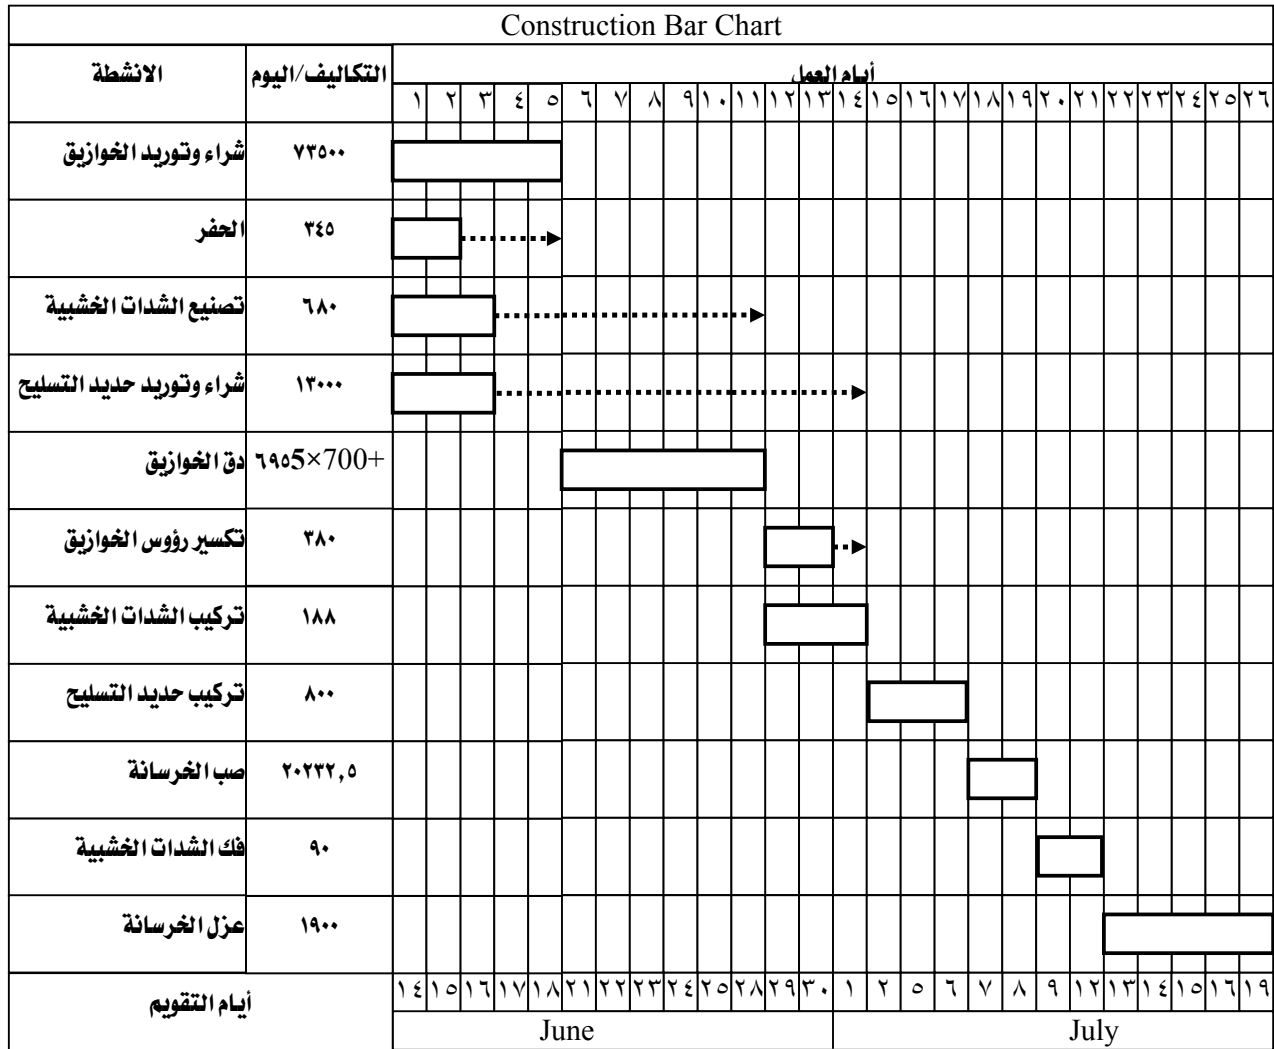 Construction Bar Chart
الانشطة التكاليف/اليوم أيام العمل
١ ٢ ٣ ٤ ٥ ٦ ٧ ٨ ٩ ١٠ ١١ ١٢ ١٣ ١٤ ١٥ ١٦ ١٧ ١٨ ١٩ ٢٠ ٢١ ٢٢ ٢٣ ٢٤ ٢٥ ٢٦
شراء وتوريد الخوازيق ٧٣٥٠٠
الحفر ٣٤٥
تصنيع الشدات الخشبية ٦٨٠
شراء وتوريد حديد التسليح ١٣٠٠٠
دق الخوازيق ٦٩٥5×700+
تكسير رؤوس الخوازيق ٣٨٠
تركيب الشدات الخشبية ١٨٨
تركيب حديد التسليح ٨٠٠
صب الخرسانة ٢٠٢٣٢,٥
فك الشدات الخشبية ٩٠
عزل الخرسانة ١٩٠٠
أيام التقويم ١٤ ١٥ ١٦ ١٧ ١٨ ٢١ ٢٢ ٢٣ ٢٤ ٢٥ ٢٨ ٢٩ ٣٠ ١ ٢ ٥ ٦ ٧ ٨ ٩ ١٢ ١٣ ١٤ ١٥ ١٦ ١٩
June July